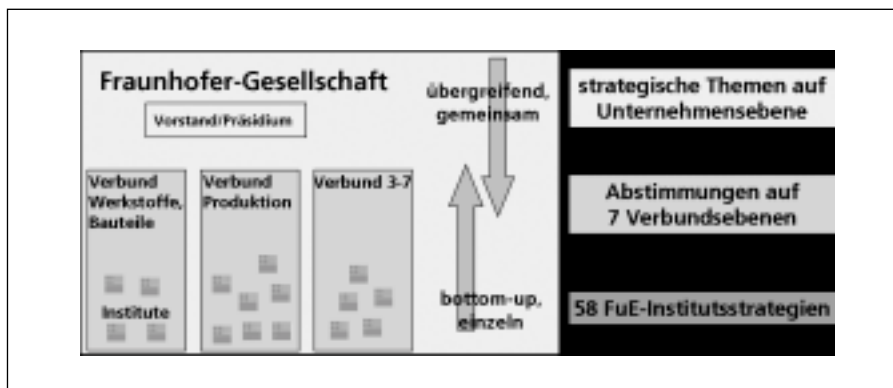 Fraunhofer-Gesellschaft
Vorstand/Präsidium
Verbund
Werkstoffe,
Bauteile
Institute
Verbund
Produktion
Verbund 3-7
übergreifend,
gemeinsam
bottom-up,
einzeln
strategische Themen auf
Unternehmensebene
Abstimmungen auf
7 Verbundsebenen
58 FuE-Institutsstrategien